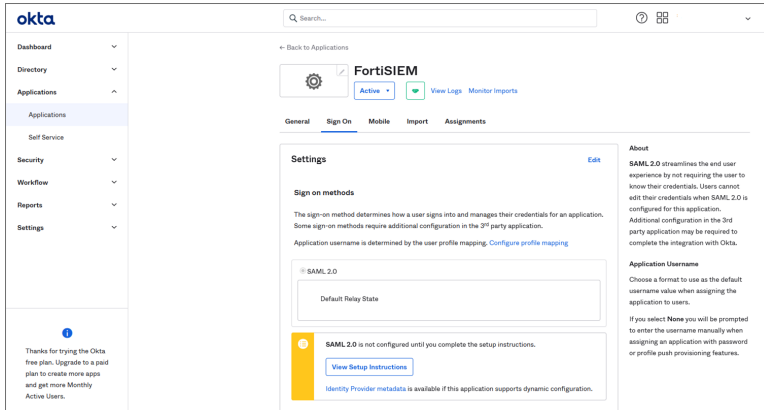 okta
Search...
Dashboard
Directory
Applications
Applications
Self Service
Security
Workflow
Reports
Settings
Thanks for trying the Okta
free plan. Upgrade to a paid
plan to create more apps
and get more Monthly
Active Users.
← Back to Applications
FortiSIEM
Active
View Logs
Monitor Imports
General
Sign On
Mobile
Import
Assignments
Settings
Edit
Sign on methods
The sign-on method determines how a user signs into and manages their credentials for an application.
Some sign-on methods require additional configuration in the 3rd party application.
Application username is determined by the user profile mapping. Configure profile mapping
SAML 2.0
Default Relay State
SAML 2.0 is not configured until you complete the setup instructions.
View Setup Instructions
Identity Provider metadata is available if this application supports dynamic configuration.
About
SAML 2.0 streamlines the end user
experience by not requiring the user to
know their credentials. Users cannot
edit their credentials when SAML 2.0 is
configured for this application.
Additional configuration in the 3rd
party application may be required to
complete the integration with Okta.
Application Username
Choose a format to use as the default
username value when assigning the
application to users.
If you select None you will be prompted
to enter the username manually when
assigning an application with password
or profile push provisioning features.